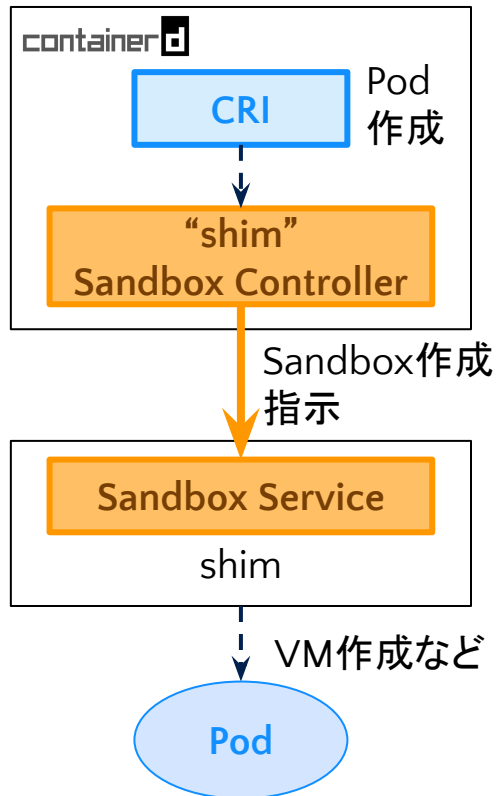 containerd
CRI
Pod
作成
“shim”
Sandbox Controller
Sandbox作成
指示
Sandbox Service
shim
VM作成など
Pod